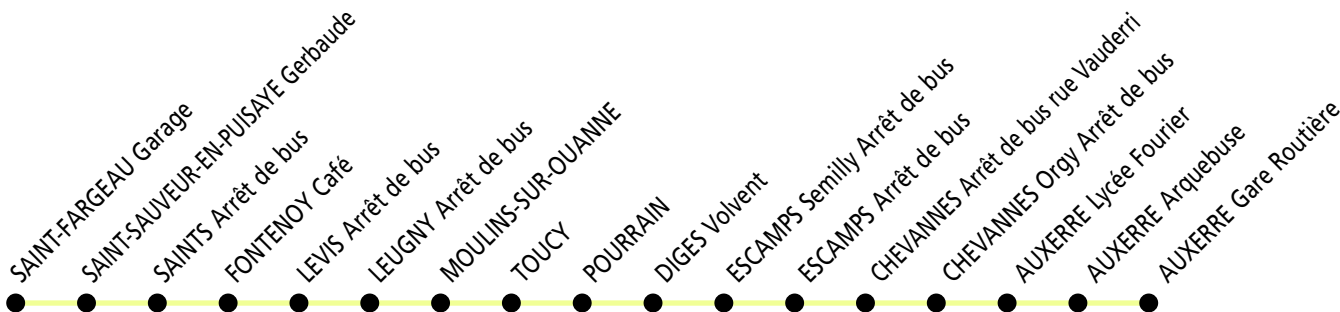 SAINT-FARGEAU Garage
SAINT-SAUVEUR-EN-PUISAYE Gerbaude
SAINTS Arrêt de bus
FONTENOY Café
LEVIS Arrêt de bus
LEUGNY Arrêt de bus
MOULINS-SUR-OUANNE
TOUCY
POURRAIN
DIGES Volvent
ESCAMPS Semilly Arrêt de bus
ESCAMPS Arrêt de bus
CHEVANNES Arrêt de bus rue Vauderri
CHEVANNES Orgy Arrêt de bus
AUXERRE Lycée Fourier
AUXERRE Arquebuse
AUXERRE Gare Routière